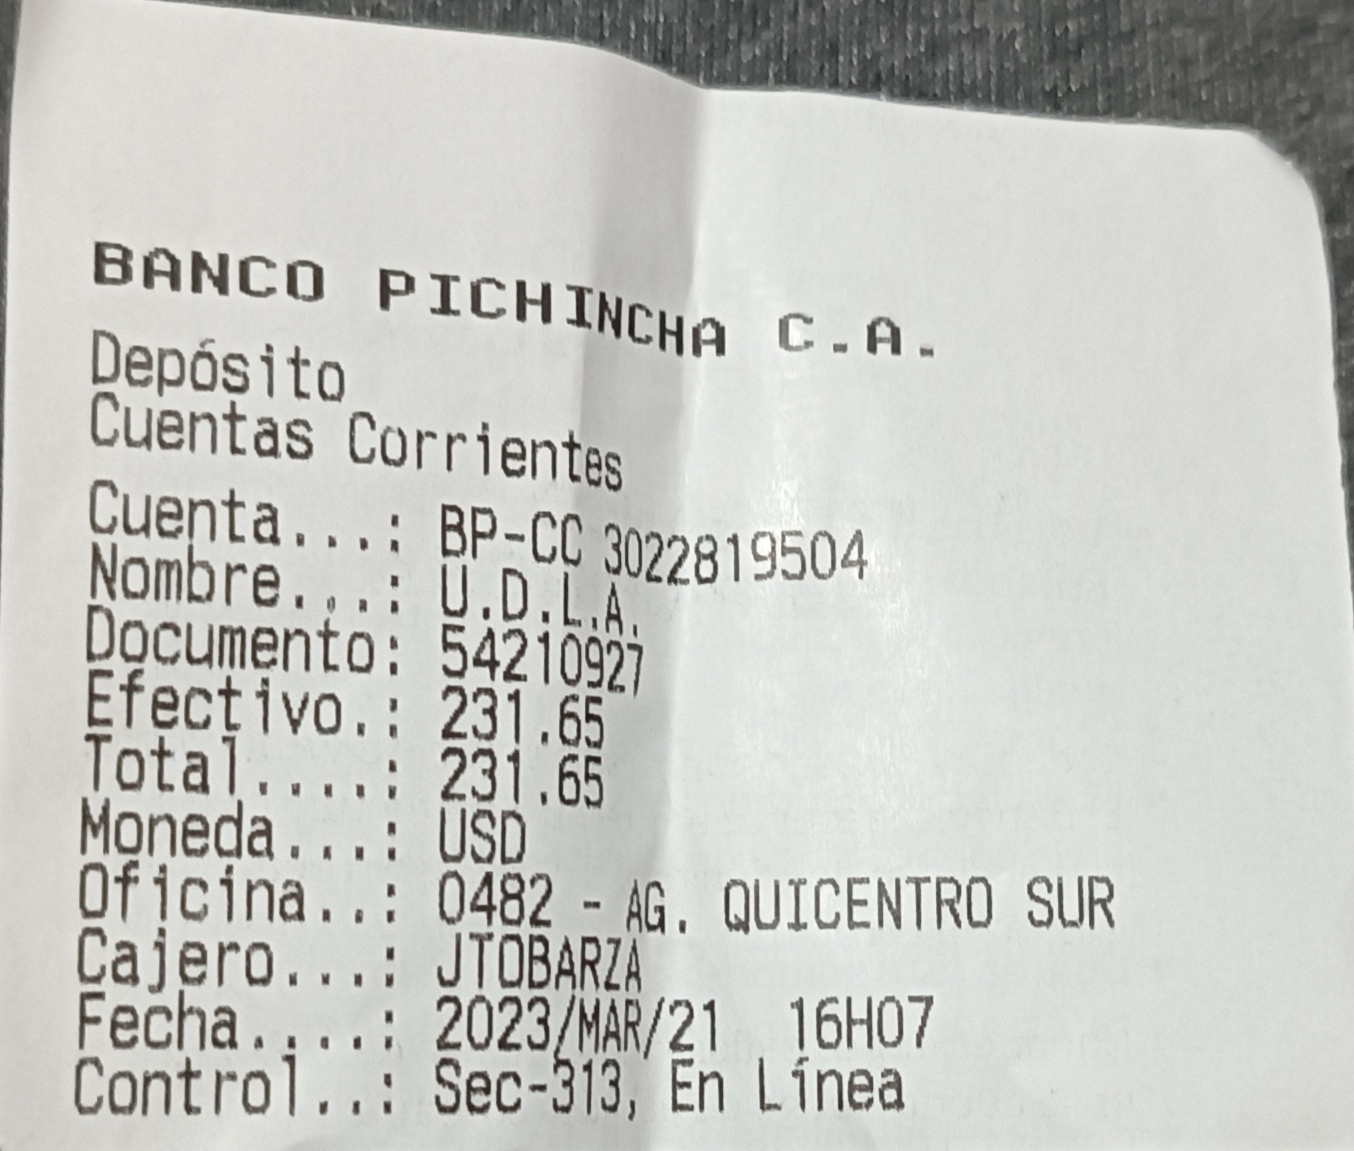 BANCO PICHINCHA C.A.
Depósito
Cuentas Corrientes
Cuenta...: BP-CC 3022819504
Nombre...: U.D.L.A.
Documento: 54210927
Efectivo.: 231.65
Total....: 231.65
Moneda...: USD
Oficina..: 0482 - AG. QUICENTRO SUR
Cajero...: JTOBARZA
Fecha....: 2023/MAR/21 16H07
Control..: Sec-313, En Línea